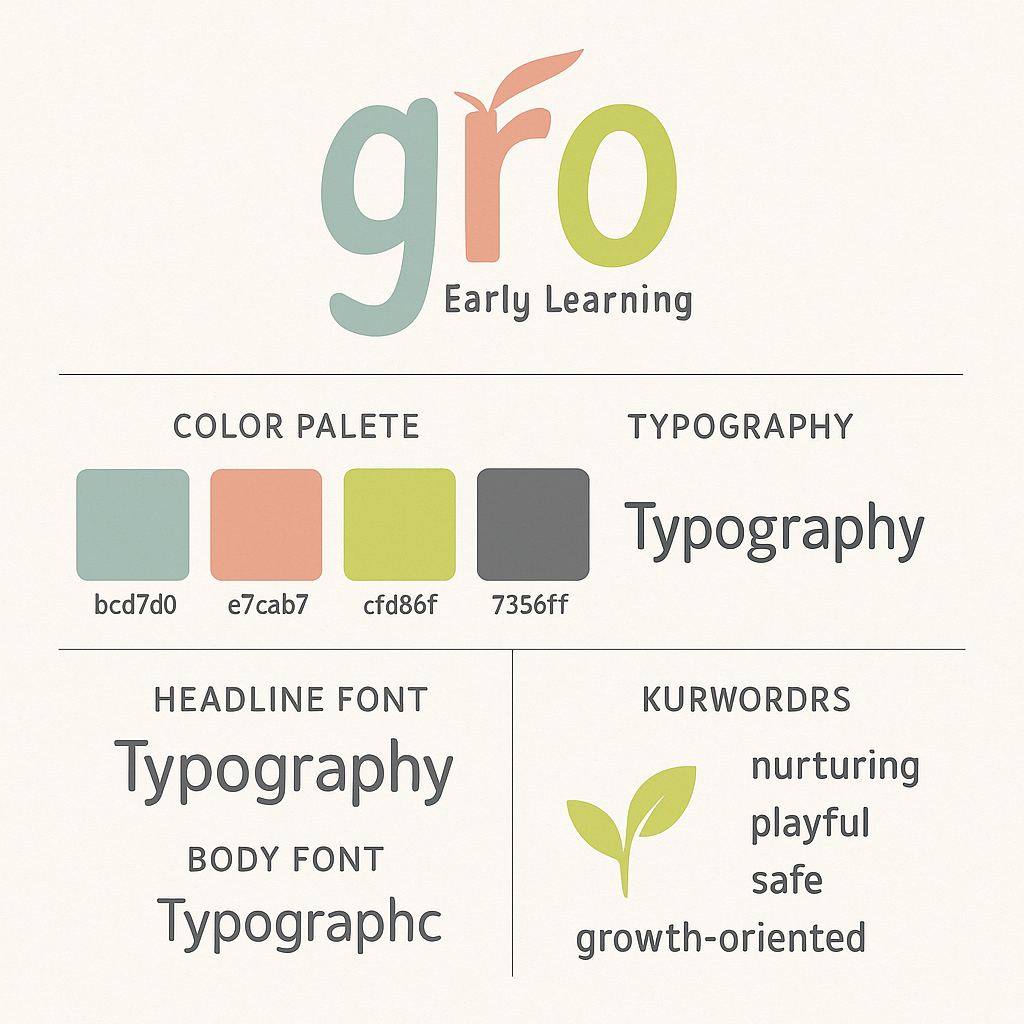 gro
Early Learning
COLOR PALETE
bcd7d0 e7cab7 cfd86f 7356ff
TYPOGRAPHY
Typography
HEADLINE FONT
Typography
BODY FONT
Typographc
KURWORDRS
nurturing
playful
safe
growth-oriented